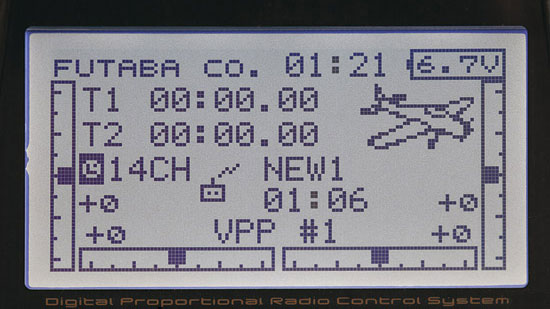 FUTABA CO. 01:21 6.7V
T1 00:00.00
T2 00:00.00
G14CH NEW1
01:06
+0 +0
+0 VPP #1 +0
Digital Proportional Radio Control System